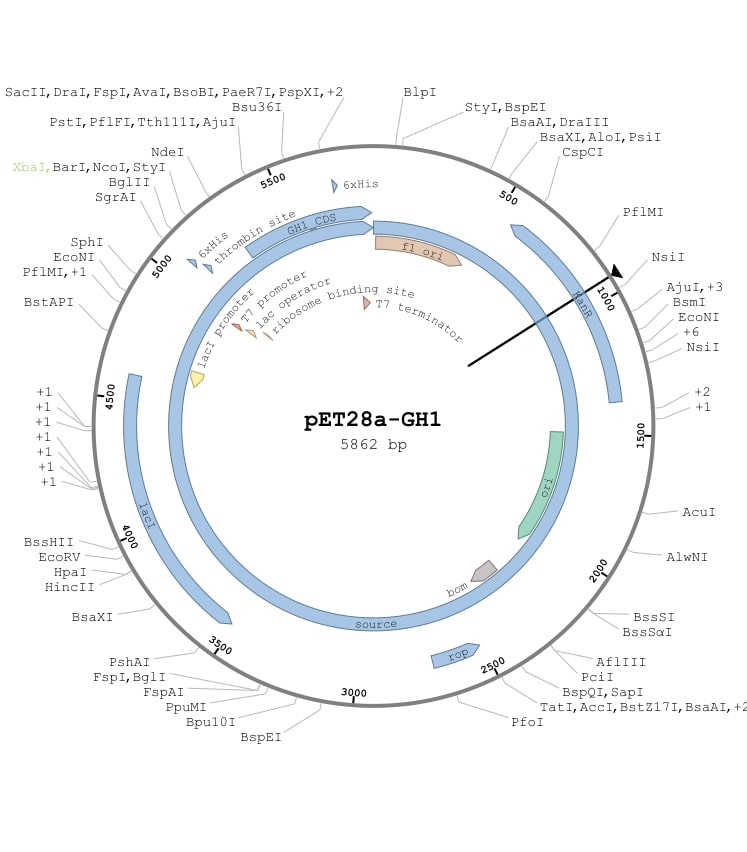 SacII,DraI,FspI,AvaI,BsoBI,PaeR7I,PspXI,+2
BlpI
Bsu36I
StyI,BspEI
PstI,PflFI,Tth111I,AjuI
BsaAI,DraIII
BsaXI,AloI,PsiI
NdeI
CspCI
XbaI,BarI,NcoI,StyI
BglII
SgrAI
PflMI
SphI
EcoNI
PflMI,+1
BstAPI
NsiI
AjuI,+3
BsmI
EcoNI
+6
NsiI
+2
+1
+1
+1
+1
+1
+1
+1
+1
AcuI
AlwNI
BssSI
BssSαI
AflIII
PciI
BspQI,SapI
TatI,AccI,BstZ17I,BsaAI,+2
PfoI
BssHII
EcoRV
HpaI
HincII
BsaXI
PshAI
FspI,BglI
FspAI
PpuMI
Bpu10I
BspEI
500
1000
1500
2000
2500
3000
3500
4000
4500
5000
5500
6xHis
GH1_CDS
f1 ori
6xHis
thrombin site
lacI promoter
T7 promoter
lac operator
ribosome binding site
T7 terminator
KanR
pET28a-GH1
5862 bp
ori
bom
lacI
source
rop